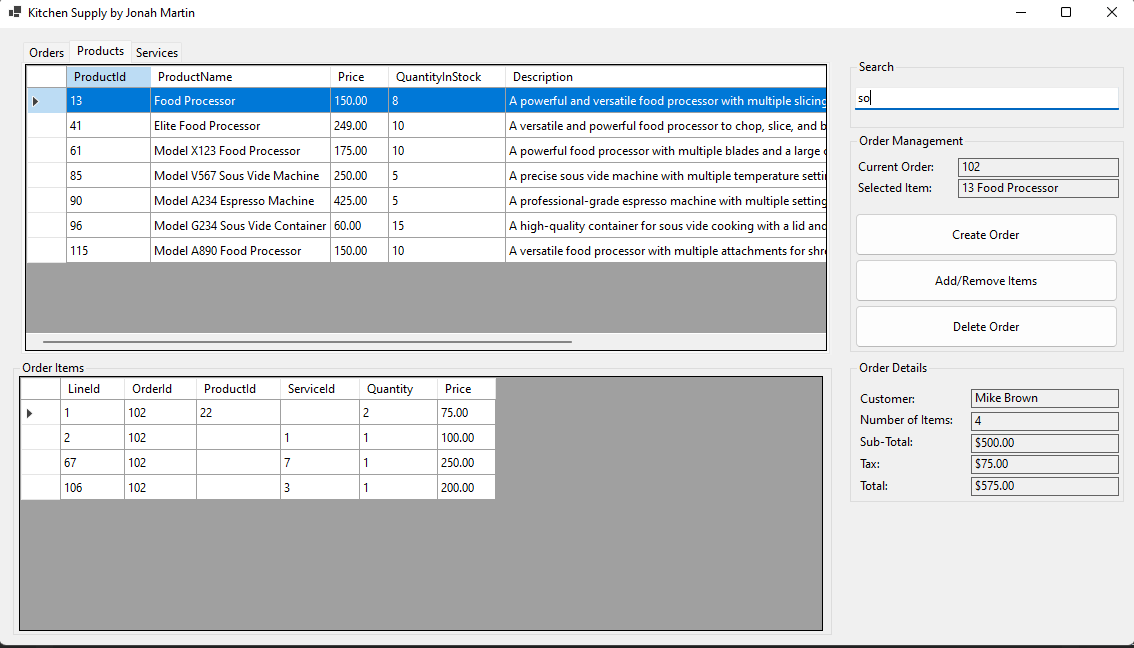 Kitchen Supply by Jonah Martin
Orders Products Services
ProductId ProductName Price QuantityInStock Description
13 Food Processor 150.00 8 A powerful and versatile food processor with multiple slicing
41 Elite Food Processor 249.00 10 A versatile and powerful food processor to chop, slice, and b
61 Model X123 Food Processor 175.00 10 A powerful food processor with multiple blades and a large
85 Model V567 Sous Vide Machine 250.00 5 A precise sous vide machine with multiple temperature settin
90 Model A234 Espresso Machine 425.00 5 A professional-grade espresso machine with multiple setting
96 Model G234 Sous Vide Container 60.00 15 A high-quality container for sous vide cooking with a lid and
115 Model A890 Food Processor 150.00 10 A versatile food processor with multiple attachments for shre
Search
so
Order Management
Current Order: 102
Selected Item: 13 Food Processor
Create Order
Add/Remove Items
Delete Order
Order Items
LineId OrderId ProductId ServiceId Quantity Price
1 102 22 2 75.00
2 102 1 1 100.00
67 102 7 1 250.00
106 102 3 1 200.00
Order Details
Customer: Mike Brown
Number of Items: 4
Sub-Total: $500.00
Tax: $75.00
Total: $575.00